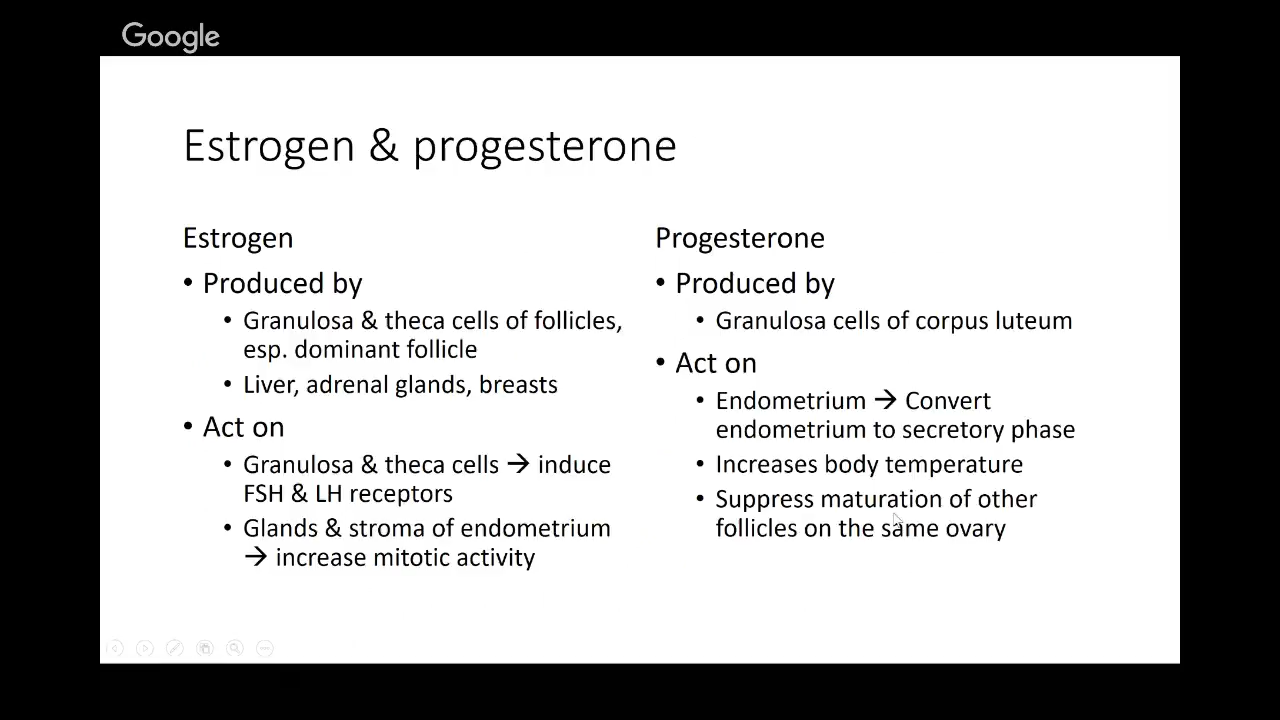 Google
Estrogen & progesterone
Estrogen
• Produced by
• Granulosa & theca cells of follicles,
esp. dominant follicle
• Liver, adrenal glands, breasts
• Act on
• Granulosa & theca cells → induce
FSH & LH receptors
• Glands & stroma of endometrium
→ increase mitotic activity
Progesterone
• Produced by
• Granulosa cells of corpus luteum
• Act on
• Endometrium → Convert
endometrium to secretory phase
• Increases body temperature
• Suppress maturation of other
follicles on the same ovary